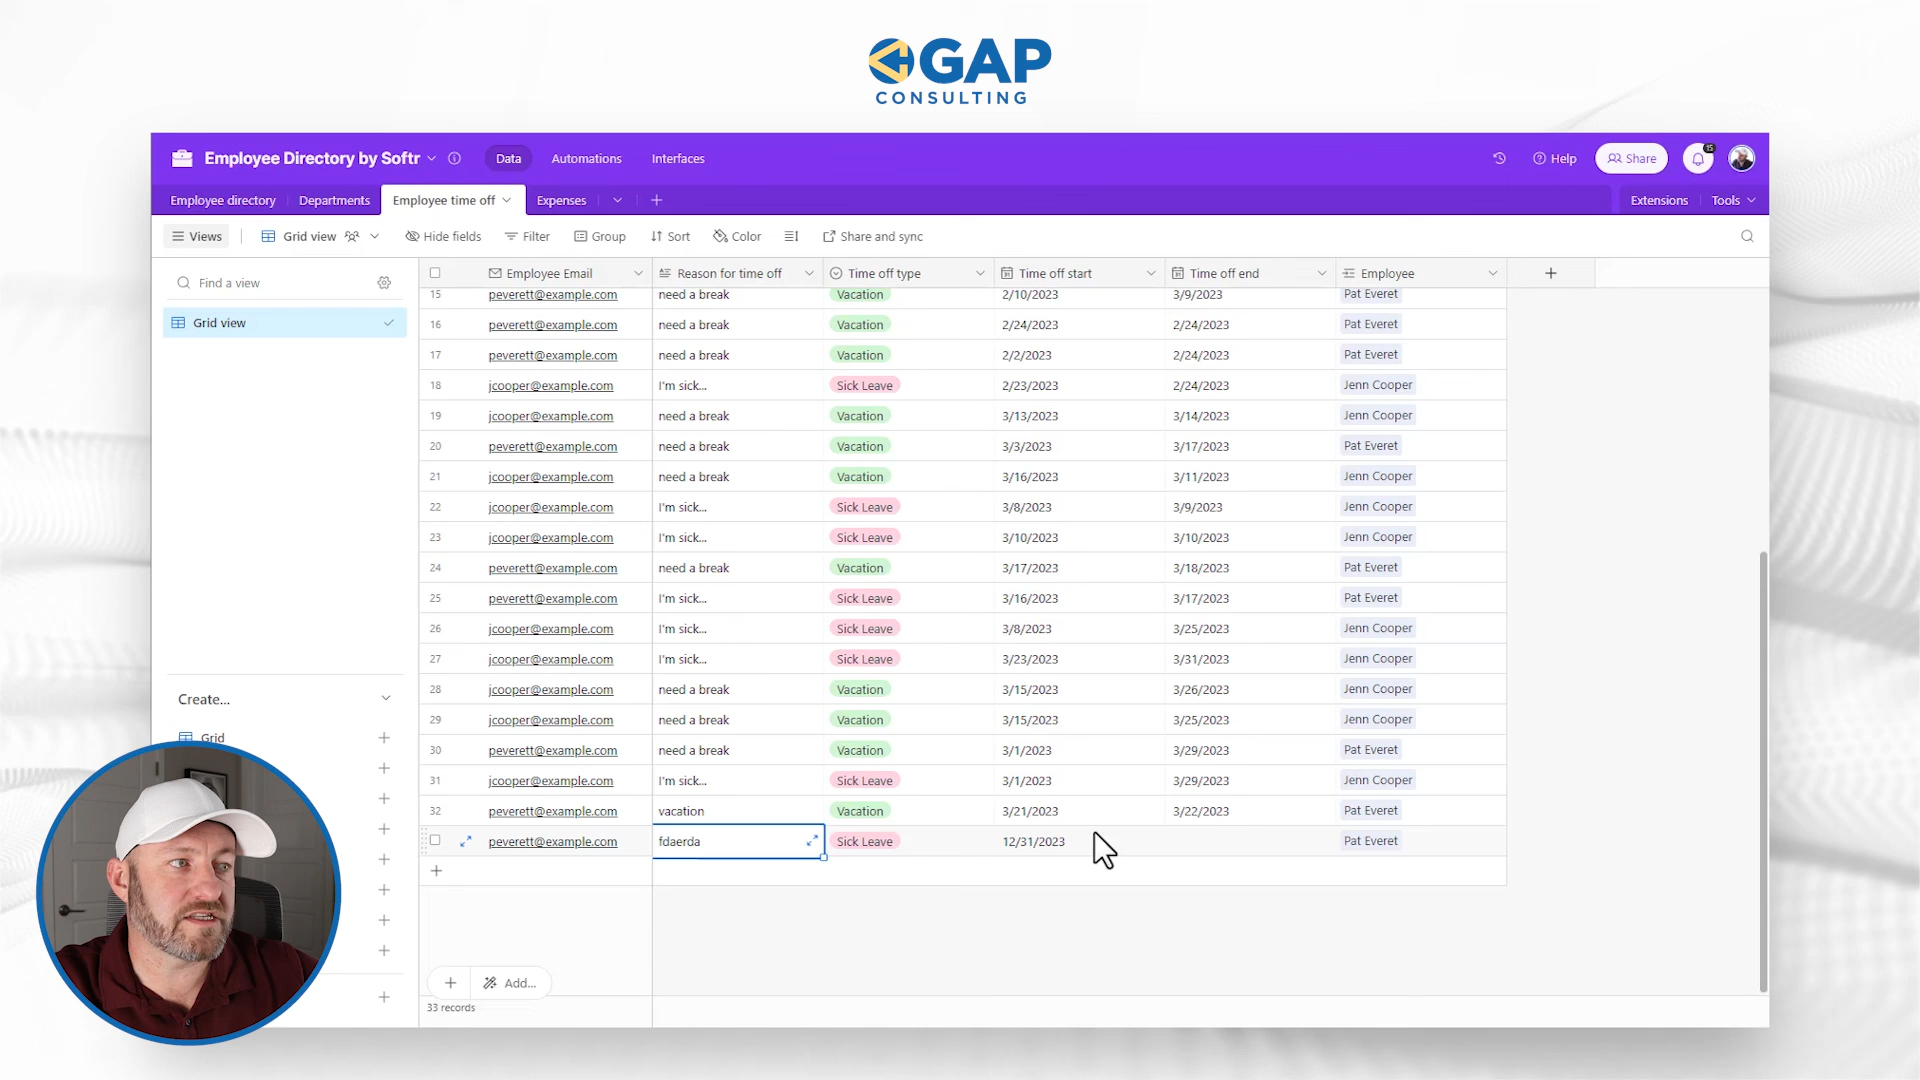 GAP
CONSULTING
Employee Directory by Softr
Data
Automations
Interfaces
Help
Share
Employee directory
Departments
Employee time off
Expenses
Extensions
Tools
Views
Grid view
Hide fields
Filter
Group
Sort
Color
Share and sync
Find a view
Grid view
Create...
Grid
Employee Email Reason for time off Time off type Time off start Time off end Employee
15 peverett@example.com need a break Vacation 2/10/2023 3/9/2023 Pat Everet
16 peverett@example.com need a break Vacation 2/24/2023 2/24/2023 Pat Everet
17 peverett@example.com need a break Vacation 2/2/2023 2/24/2023 Pat Everet
18 jcooper@example.com I'm sick... Sick Leave 2/23/2023 2/24/2023 Jenn Cooper
19 jcooper@example.com need a break Vacation 3/13/2023 3/14/2023 Jenn Cooper
20 peverett@example.com need a break Vacation 3/3/2023 3/17/2023 Pat Everet
21 jcooper@example.com need a break Vacation 3/16/2023 3/11/2023 Jenn Cooper
22 jcooper@example.com I'm sick... Sick Leave 3/8/2023 3/9/2023 Jenn Cooper
23 jcooper@example.com I'm sick... Sick Leave 3/10/2023 3/10/2023 Jenn Cooper
24 peverett@example.com need a break Vacation 3/17/2023 3/18/2023 Pat Everet
25 peverett@example.com I'm sick... Sick Leave 3/16/2023 3/17/2023 Pat Everet
26 jcooper@example.com I'm sick... Sick Leave 3/8/2023 3/25/2023 Jenn Cooper
27 jcooper@example.com I'm sick... Sick Leave 3/23/2023 3/31/2023 Jenn Cooper
28 jcooper@example.com need a break Vacation 3/15/2023 3/26/2023 Jenn Cooper
29 jcooper@example.com need a break Vacation 3/15/2023 3/25/2023 Jenn Cooper
30 peverett@example.com need a break Vacation 3/1/2023 3/29/2023 Pat Everet
31 jcooper@example.com I'm sick... Sick Leave 3/1/2023 3/29/2023 Jenn Cooper
32 peverett@example.com vacation Vacation 3/21/2023 3/22/2023 Pat Everet
peverett@example.com fdaerda Sick Leave 12/31/2023 Pat Everet
Add...
33 records